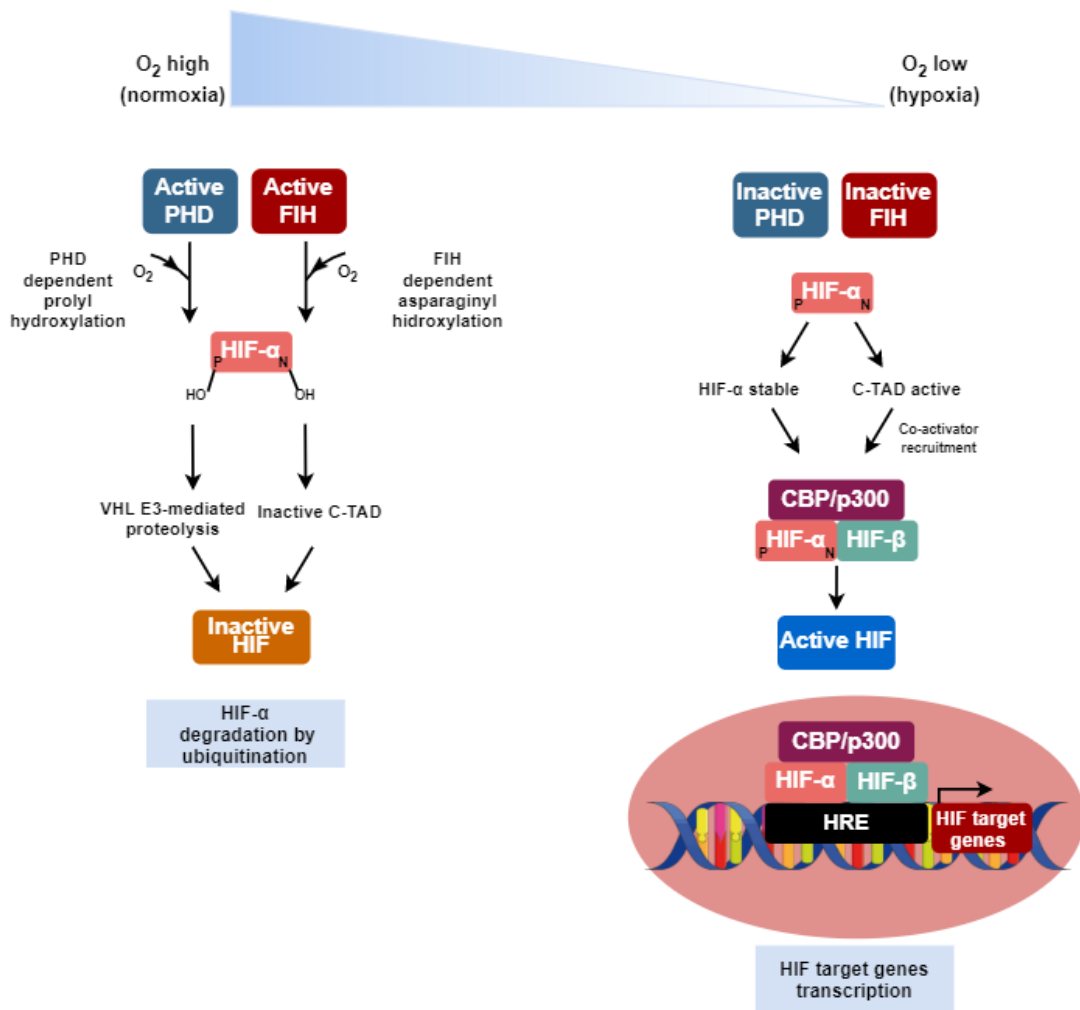 O2 high
(normoxia)
O2 low
(hypoxia)
Active
PHD
Active
FIH
PHD
dependent
prolyl
hydroxylation
O2
O2
FIH
dependent
asparaginyl
hidroxylation
HIF-α
P
N
HO
OH
VHL E3-mediated
proteolysis
Inactive C-TAD
Inactive
HIF
HIF-α
degradation by
ubiquitination
Inactive
PHD
Inactive
FIH
HIF-α
P
N
HIF-α stable
C-TAD active
Co-activator
recruitment
CBP/p300
HIF-α
P
N
HIF-β
Active HIF
CBP/p300
HIF-α
HIF-β
HRE
HIF target
genes
HIF target genes
transcription